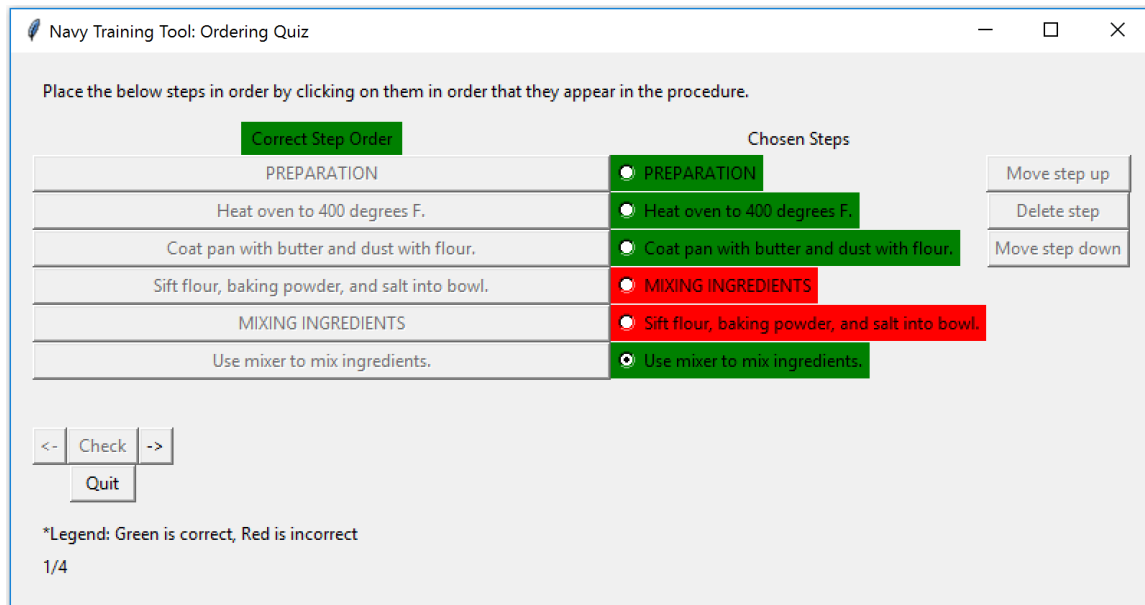 Navy Training Tool: Ordering Quiz
Place the below steps in order by clicking on them in order that they appear in the procedure.
Correct Step Order Chosen Steps
PREPARATION PREPARATION Move step up
Heat oven to 400 degrees F. Heat oven to 400 degrees F. Delete step
Coat pan with butter and dust with flour. Coat pan with butter and dust with flour. Move step down
Sift flour, baking powder, and salt into bowl. MIXING INGREDIENTS
MIXING INGREDIENTS Sift flour, baking powder, and salt into bowl.
Use mixer to mix ingredients. Use mixer to mix ingredients.
<- Check ->
Quit
*Legend: Green is correct, Red is incorrect
1/4